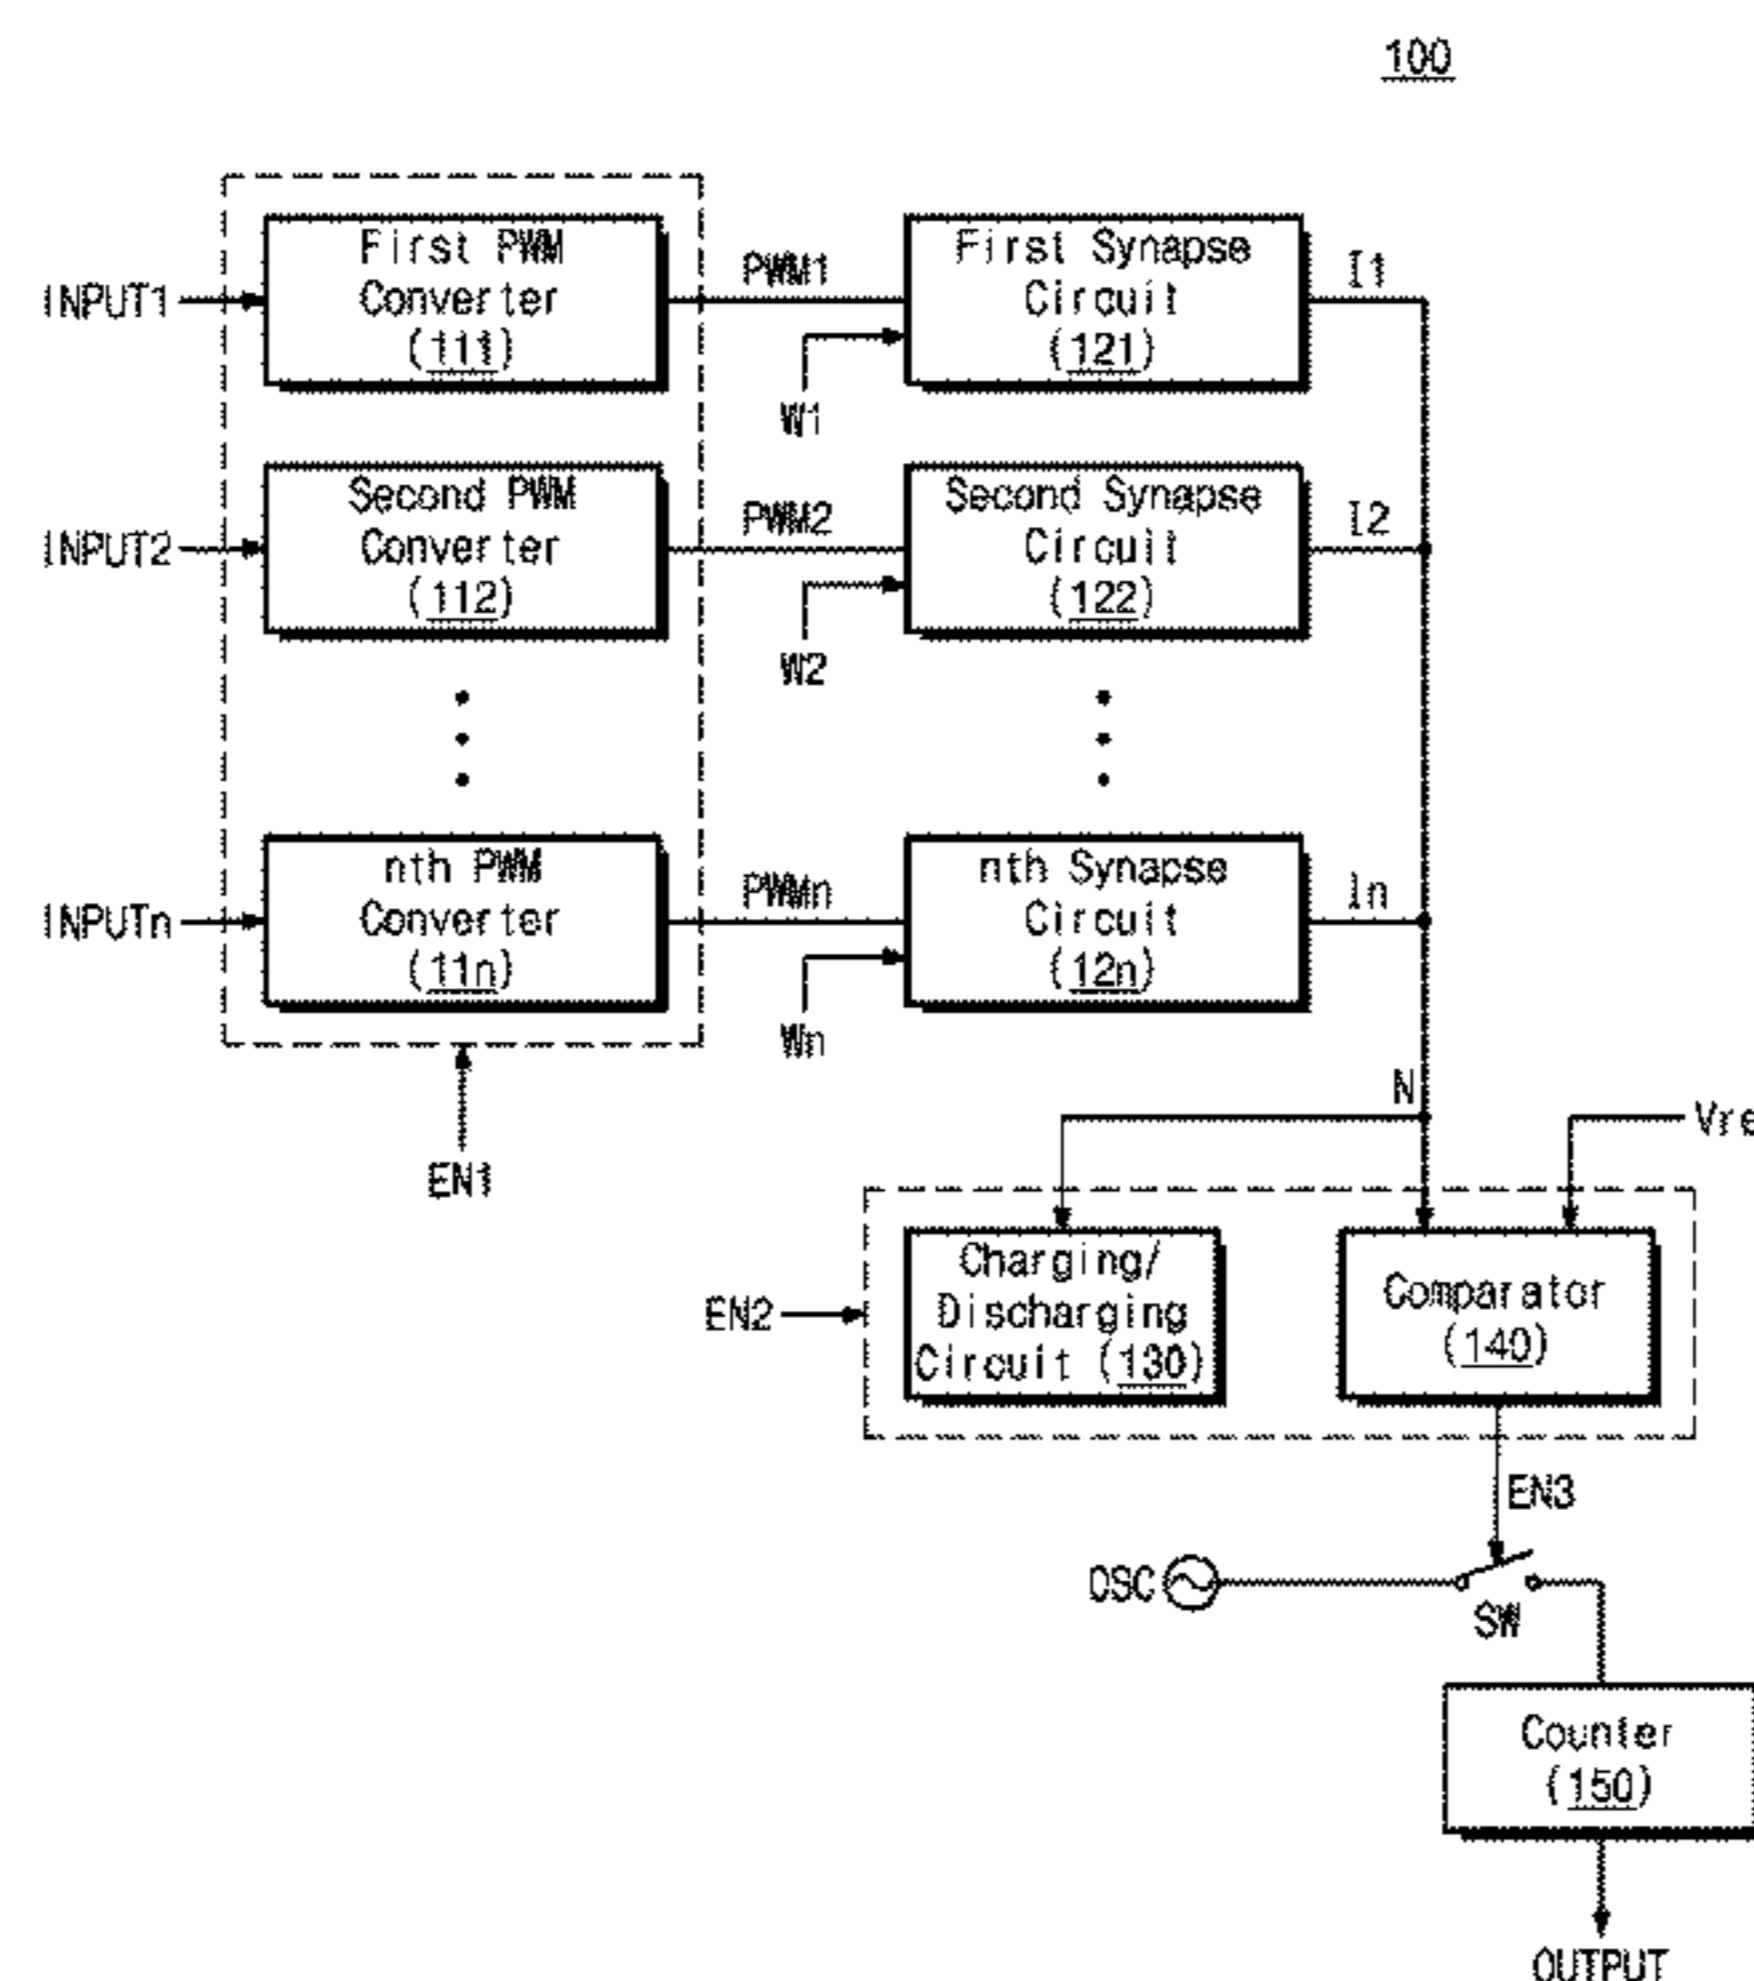 100
First PWM
Converter
(111)
INPUT1
PWM1
W1
First Synapse
Circuit
(121)
I1
Second PWM
Converter
(112)
INPUT2
PWM2
W2
Second Synapse
Circuit
(122)
I2
nth PWM
Converter
(11n)
INPUTn
PWMn
Wn
nth Synapse
Circuit
(12n)
In
EN1
N
Vre
EN2
Charging/
Discharging
Circuit (130)
Comparator
(140)
EN3
OSC
SW
Counter
(150)
OUTPUT